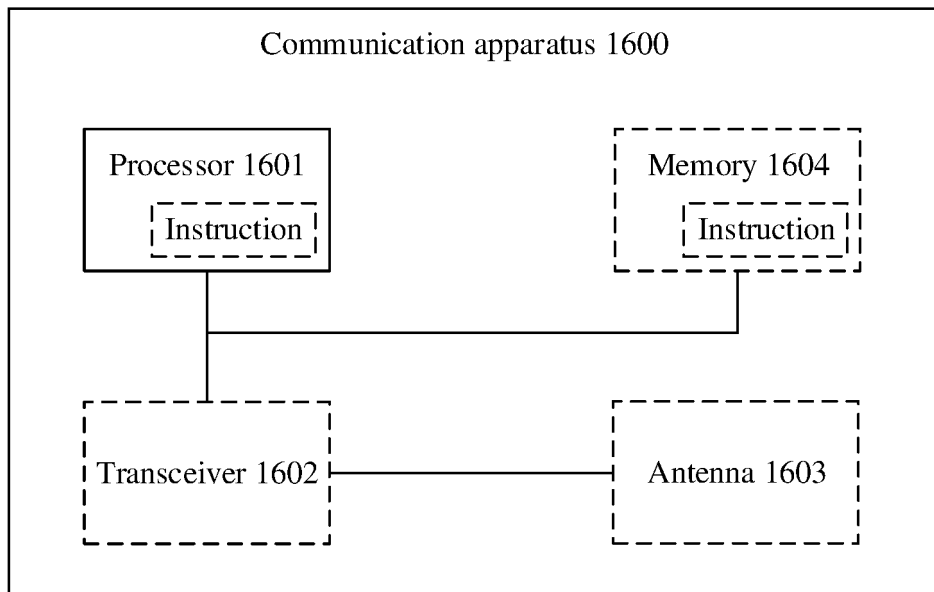 Communication apparatus 1600
Processor 1601
Instruction
Memory 1604
Instruction
Transceiver 1602
Antenna 1603